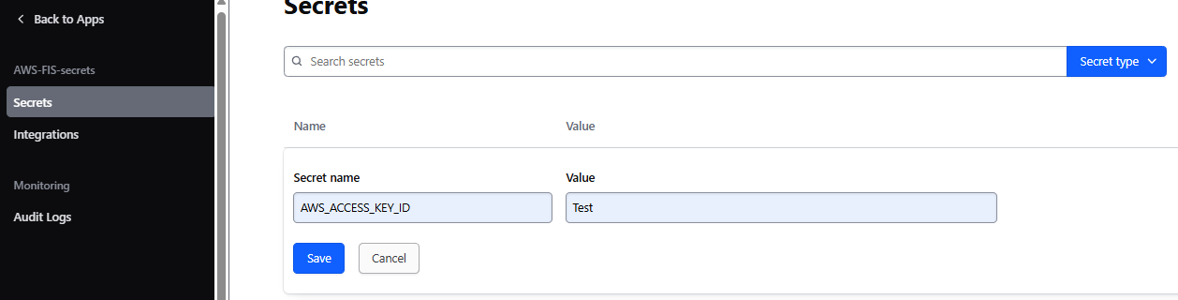 Back to Apps
AWS-FIS-secrets
Secrets
Integrations
Monitoring
Audit Logs
Secrets
Search secrets
Secret type
Name Value
Secret name Value
AWS_ACCESS_KEY_ID Test
Save Cancel